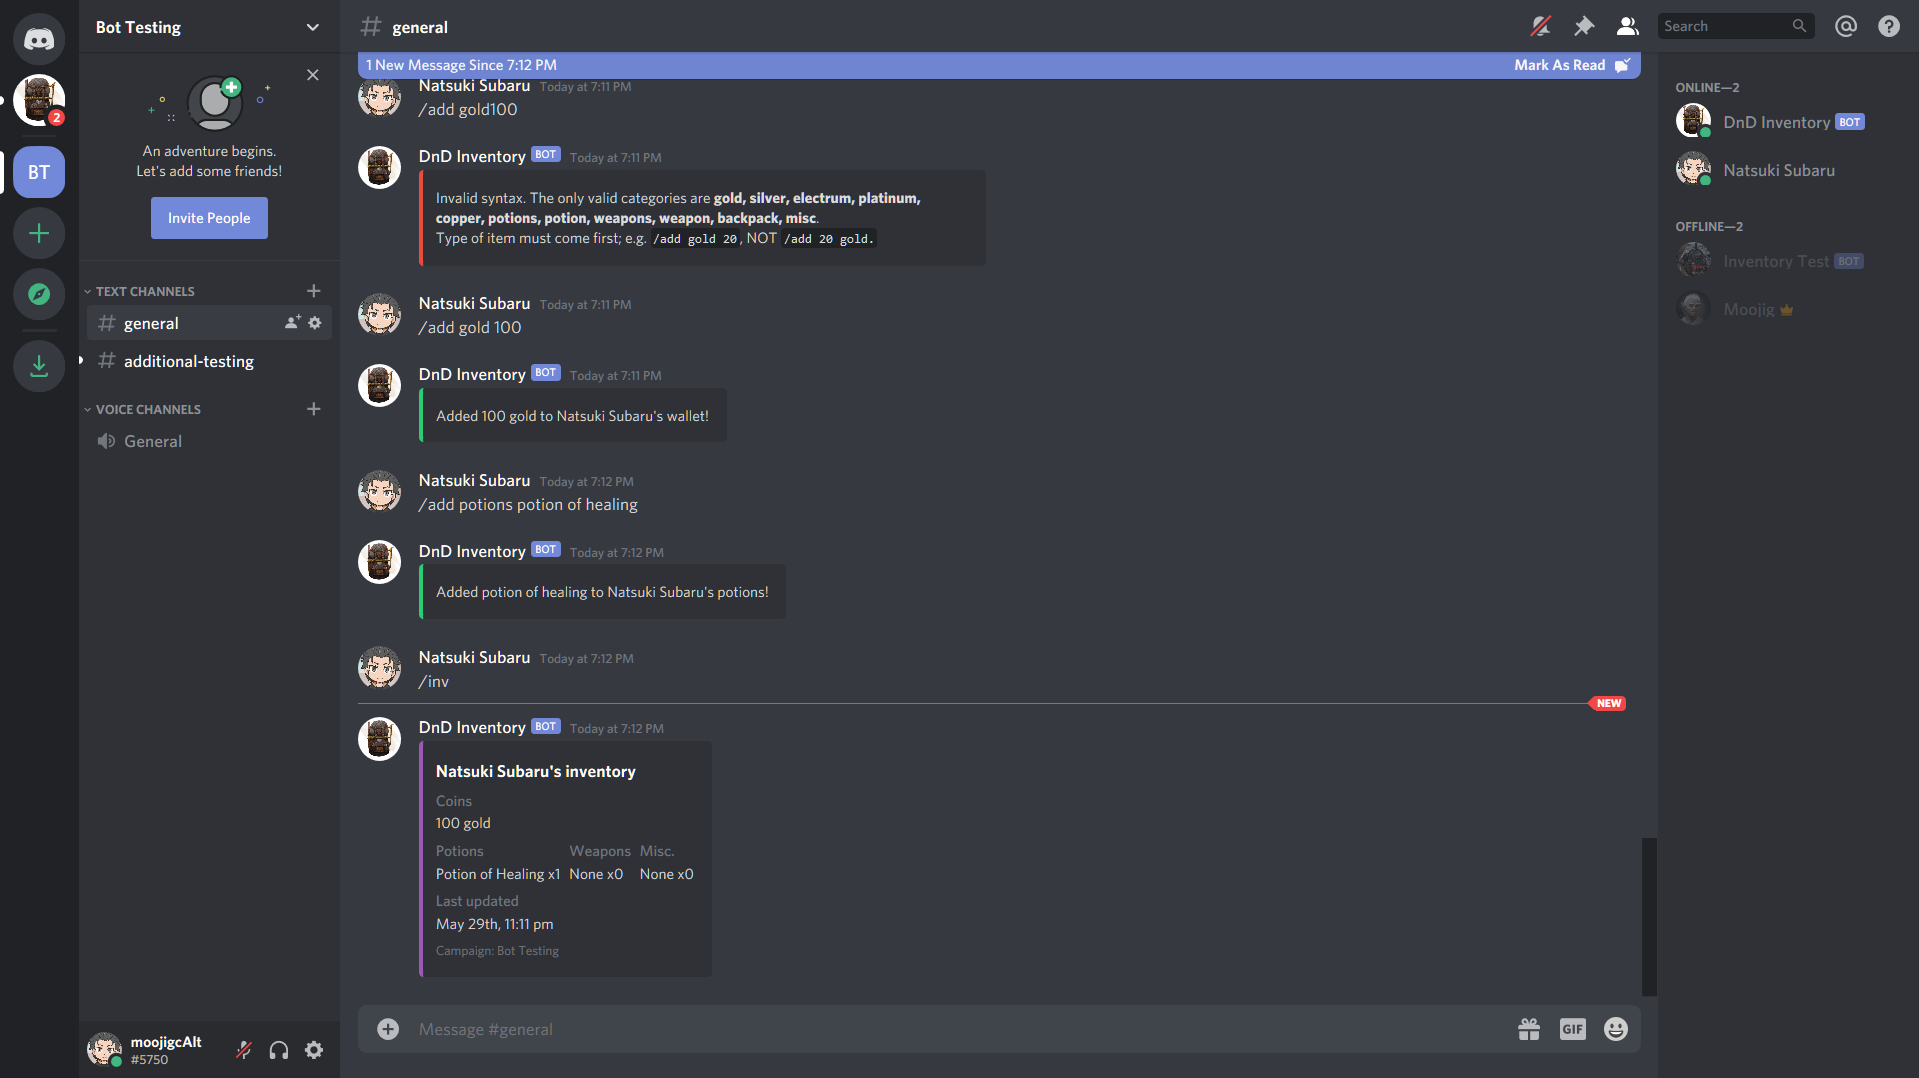 2
BT
Bot Testing
An adventure begins.
Let's add some friends!
Invite People
TEXT CHANNELS
general
additional-testing
VOICE CHANNELS
General
moojigcAlt
#5750
general
Search
1 New Message Since 7:12 PM
Mark As Read
Natsuki Subaru Today at 7:11 PM
/add gold100
DnD Inventory BOT Today at 7:11 PM
Invalid syntax. The only valid categories are gold, silver, electrum, platinum,
copper, potions, potion, weapons, weapon, backpack, misc.
Type of item must come first; e.g. /add gold 20, NOT /add 20 gold.
Natsuki Subaru Today at 7:11 PM
/add gold 100
DnD Inventory BOT Today at 7:11 PM
Added 100 gold to Natsuki Subaru's wallet!
Natsuki Subaru Today at 7:12 PM
/add potions potion of healing
DnD Inventory BOT Today at 7:12 PM
Added potion of healing to Natsuki Subaru's potions!
Natsuki Subaru Today at 7:12 PM
/inv
NEW
DnD Inventory BOT Today at 7:12 PM
Natsuki Subaru's inventory
Coins
100 gold
Potions Weapons Misc.
Potion of Healing x1 None x0 None x0
Last updated
May 29th, 11:11 pm
Campaign: Bot Testing
Message #general
GIF
ONLINE—2
DnD Inventory BOT
Natsuki Subaru
OFFLINE—2
Inventory Test BOT
Moojig